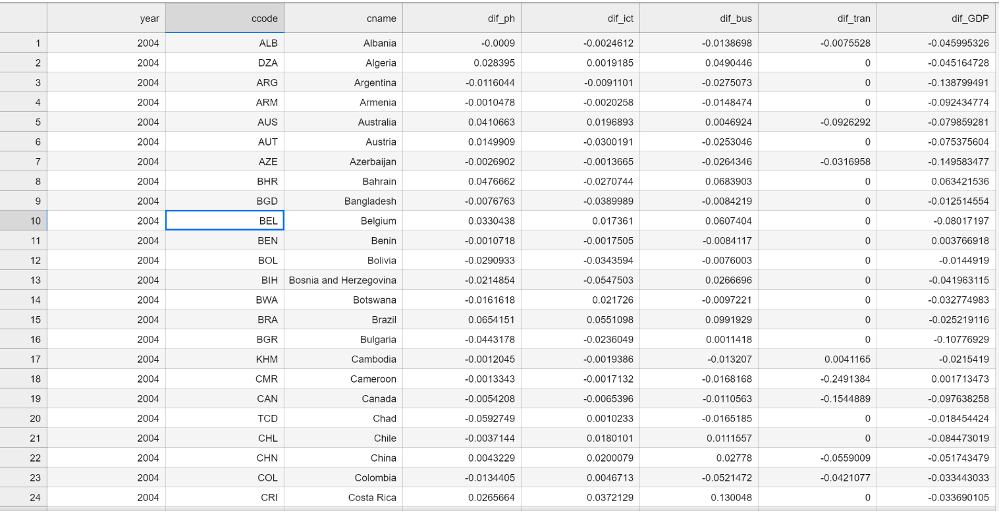 year ccode cname dif_ph dif_ict dif_bus dif_tran dif_GDP
1 2004 ALB Albania -0.0009 -0.0024612 -0.0138698 -0.0075528 -0.045995326
2 2004 DZA Algeria 0.028395 0.0019185 0.0490446 0 -0.045164728
3 2004 ARG Argentina -0.0116044 -0.0091101 -0.0275073 0 -0.138799491
4 2004 ARM Armenia -0.0010478 -0.0020258 -0.0148474 0 -0.092434774
5 2004 AUS Australia 0.0410663 0.0196893 0.0046924 -0.0926292 -0.079859281
6 2004 AUT Austria 0.0149909 -0.0300191 -0.0253046 0 -0.075375604
7 2004 AZE Azerbaijan -0.0026902 -0.0013665 -0.0264346 -0.0316958 -0.149583477
8 2004 BHR Bahrain 0.0476662 -0.0270744 0.0683903 0 0.063421536
9 2004 BGD Bangladesh -0.0076763 -0.0389989 -0.0084219 0 -0.012514554
10 2004 BEL Belgium 0.0330438 0.017361 0.0607404 0 -0.08017197
11 2004 BEN Benin -0.0010718 -0.0017505 -0.0084117 0 0.003766918
12 2004 BOL Bolivia -0.0290933 -0.0343594 -0.0076003 0 -0.0144919
13 2004 BIH Bosnia and Herzegovina -0.0214854 -0.0547503 0.0266696 0 -0.041963115
14 2004 BWA Botswana -0.0161618 0.021726 -0.0097221 0 -0.032774983
15 2004 BRA Brazil 0.0654151 0.0551098 0.0991929 0 -0.025219116
16 2004 BGR Bulgaria -0.0443178 -0.0236049 0.0011418 0 -0.10776929
17 2004 KHM Cambodia -0.0012045 -0.0019386 -0.013207 0.0041165 -0.0215419
18 2004 CMR Cameroon -0.0013343 -0.0017132 -0.0168168 -0.2491384 0.001713473
19 2004 CAN Canada -0.0054208 -0.0065396 -0.0110563 -0.1544889 -0.097638258
20 2004 TCD Chad -0.0592749 0.0010233 -0.0165185 0 -0.018454424
21 2004 CHL Chile -0.0037144 0.0180101 0.0111557 0 -0.084473019
22 2004 CHN China 0.0043229 0.0200079 0.02778 -0.0559009 -0.051743479
23 2004 COL Colombia -0.0134405 0.0046713 -0.0521472 -0.0421077 -0.033443033
24 2004 CRI Costa Rica 0.0265664 0.0372129 0.130048 0 -0.033690105